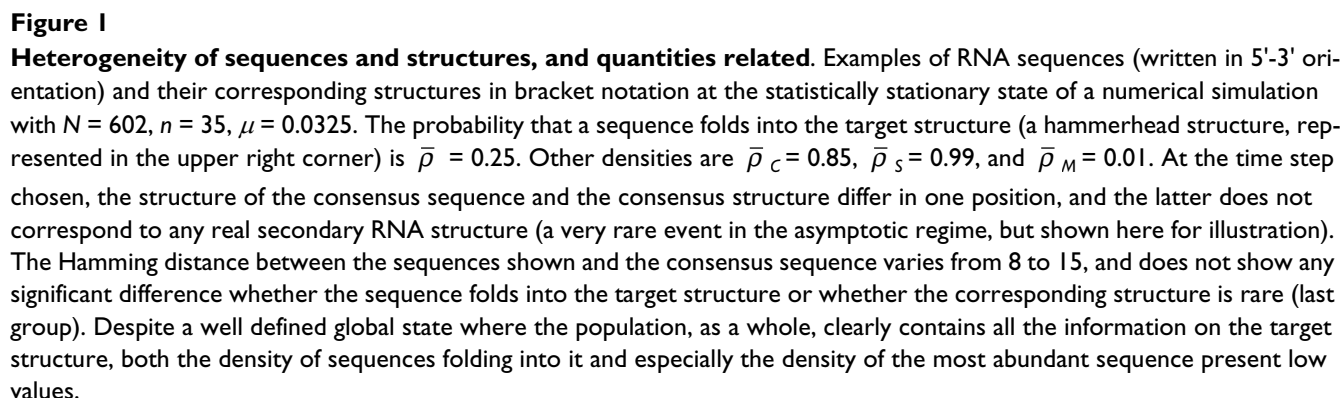 Figure 1
Heterogeneity of sequences and structures, and quantities related. Examples of RNA sequences (written in 5'-3' ori-
entation) and their corresponding structures in bracket notation at the statistically stationary state of a numerical simulation
with N = 602, n = 35, μ = 0.0325. The probability that a sequence folds into the target structure (a hammerhead structure, rep-
resented in the upper right corner) is ρ̄ = 0.25. Other densities are ρ̄ C = 0.85, ρ̄ S = 0.99, and ρ̄ M = 0.01. At the time step
chosen, the structure of the consensus sequence and the consensus structure differ in one position, and the latter does not
correspond to any real secondary RNA structure (a very rare event in the asymptotic regime, but shown here for illustration).
The Hamming distance between the sequences shown and the consensus sequence varies from 8 to 15, and does not show any
significant difference whether the sequence folds into the target structure or whether the corresponding structure is rare (last
group). Despite a well defined global state where the population, as a whole, clearly contains all the information on the target
structure, both the density of sequences folding into it and especially the density of the most abundant sequence present low
values.